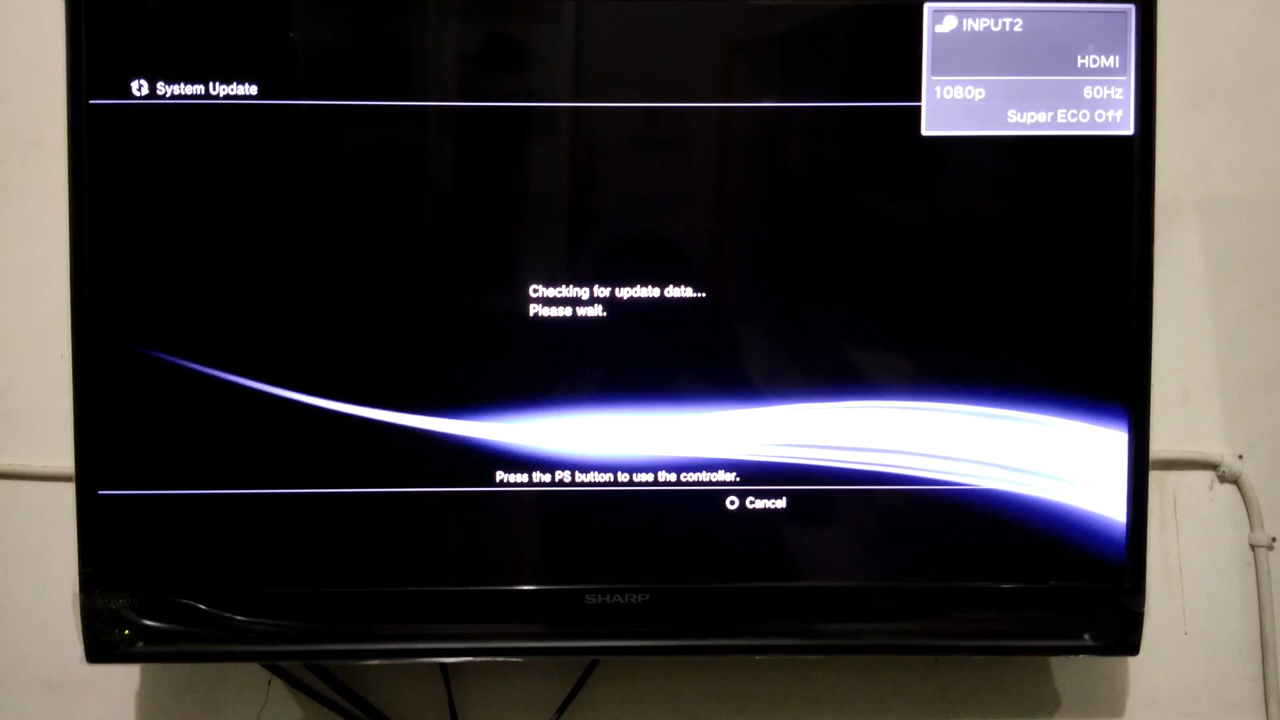 INPUT2
HDMI
System Update
1080p 60Hz
Super ECO Off
Checking for update data...
Please wait.
Press the PS button to use the controller.
Cancel
SHARP
AQUOS